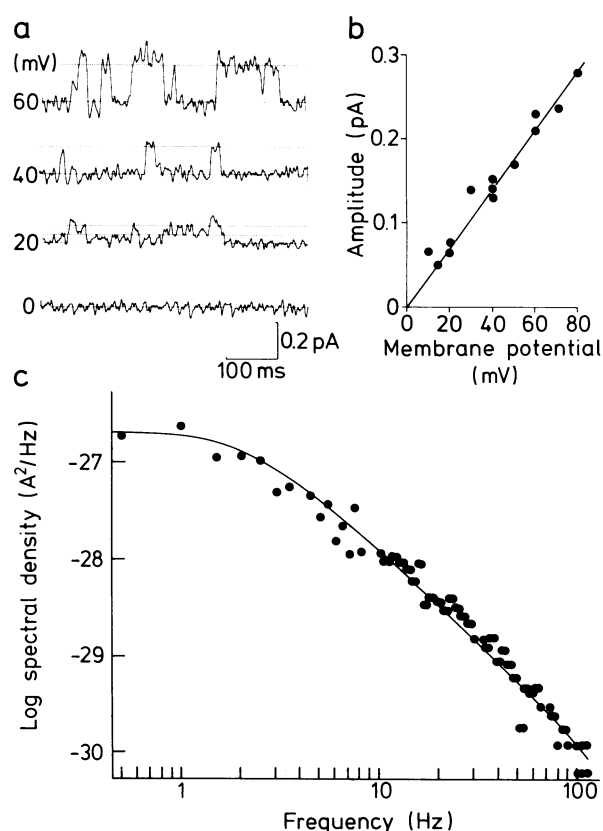 a
(mV)
60
40
20
0
0.2 pA
100 ms
b
0.3
0.2
0.1
0
Amplitude (pA)
0 20 40 60 80
Membrane potential
(mV)
c
-27
-28
-29
-30
Log spectral density (A²/Hz)
1 10 100
Frequency (Hz)